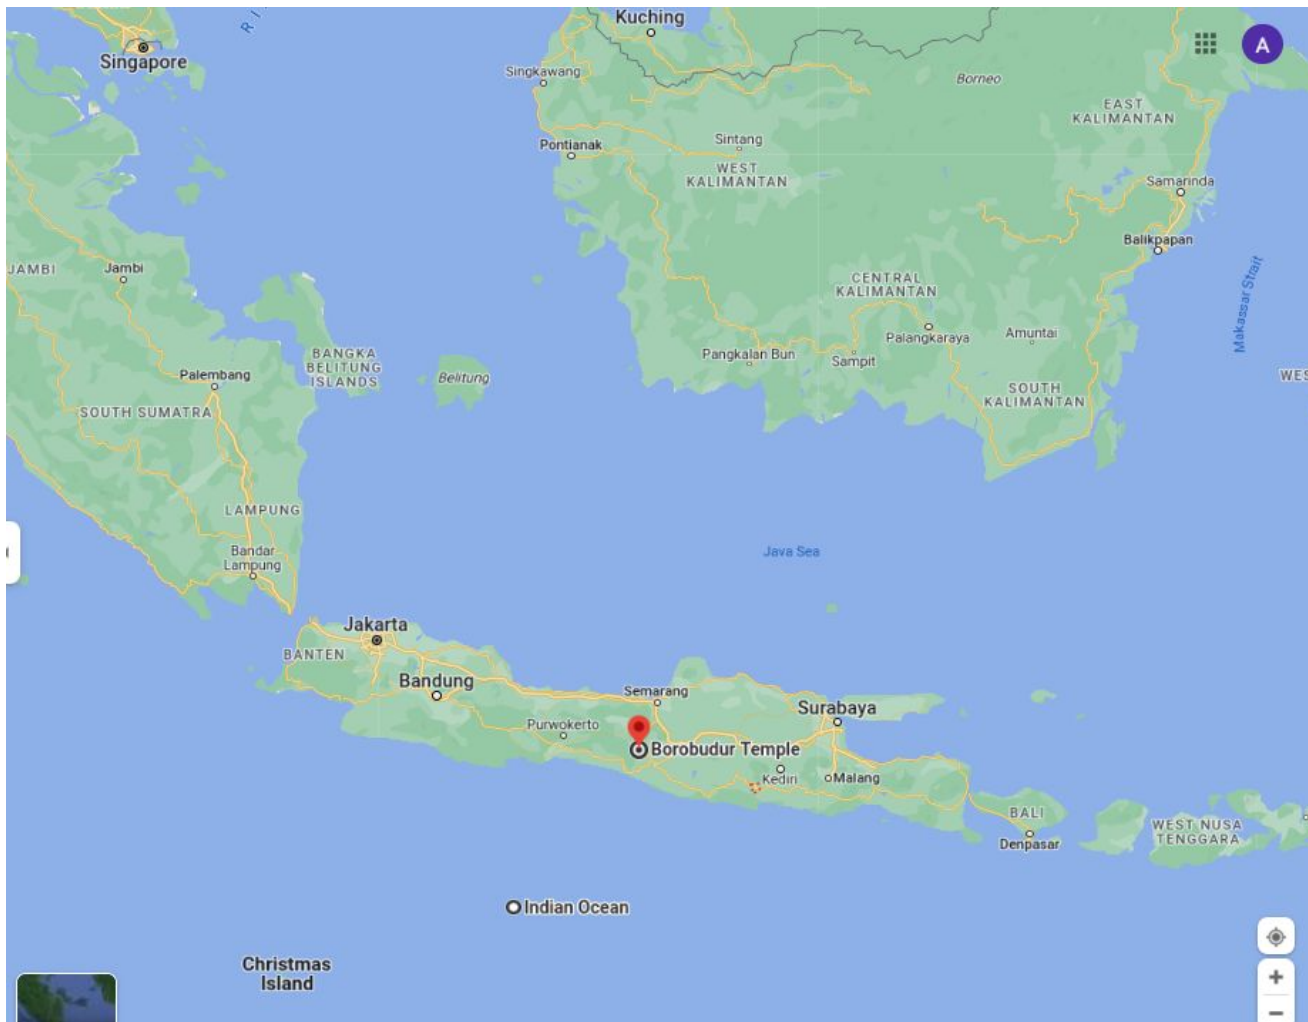 Kuching
Singapore
Singkawang
Borneo
EAST
KALIMANTAN
Pontianak
Sintang
WEST
KALIMANTAN
Samarinda
Balikpapan
JAMBI
Jambi
CENTRAL
KALIMANTAN
Makassar Strait
Palangkaraya
Amuntai
Pangkalan Bun
Sampit
BANGKA
BELITUNG
ISLANDS
Belitung
Palembang
SOUTH SUMATRA
SOUTH
KALIMANTAN
WES
LAMPUNG
Bandar
Lampung
Java Sea
Jakarta
BANTEN
Bandung
Semarang
Surabaya
Purwokerto
Borobudur Temple
Kediri
Malang
BALI
Denpasar
WEST NUSA
TENGGARA
Indian Ocean
Christmas
Island
A
R I